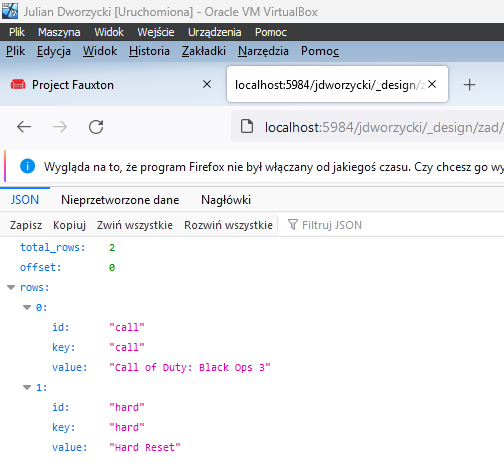 Julian Dworzycki [Uruchomiona] - Oracle VM VirtualBox
Plik Maszyna Widok Wejście Urządzenia Pomoc
Plik Edycja Widok Historia Zakładki Narzędzia Pomoc
Project Fauxton
localhost:5984/jdworzycki/_design/z
localhost:5984/jdworzycki/_design/zad/
Wygląda na to, że program Firefox nie był włączany od jakiegoś czasu. Czy chcesz go wy
JSON Nieprzetworzone dane Nagłówki
Zapisz Kopiuj Zwiń wszystkie Rozwiń wszystkie Filtruj JSON
total_rows: 2
offset: 0
rows:
0:
id: "call"
key: "call"
value: "Call of Duty: Black Ops 3"
1:
id: "hard"
key: "hard"
value: "Hard Reset"